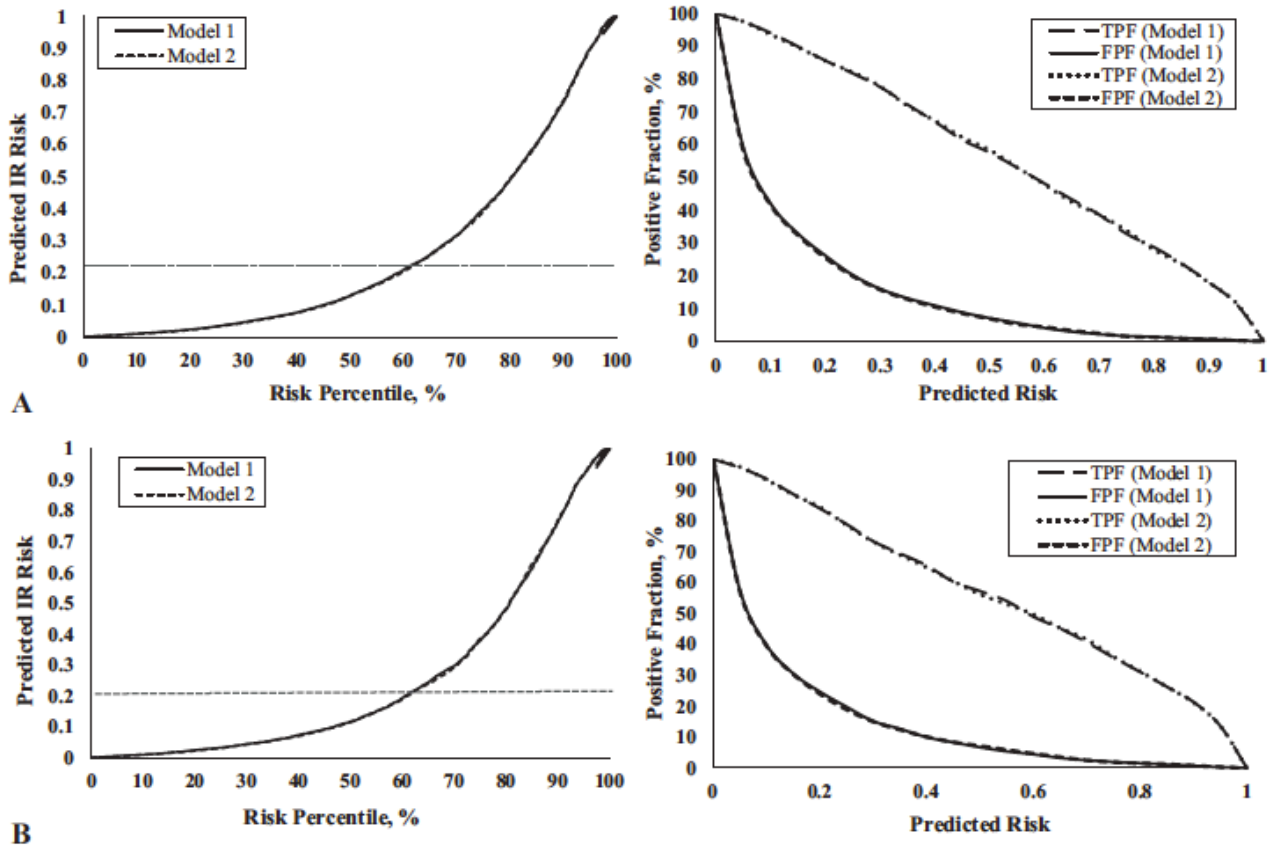 Model 1
Model 2
Predicted IR Risk
1
0.9
0.8
0.7
0.6
0.5
0.4
0.3
0.2
0.1
0
0 10 20 30 40 50 60 70 80 90 100
Risk Percentile, %
A
TPF (Model 1)
FPF (Model 1)
TPF (Model 2)
FPF (Model 2)
Positive Fraction, %
100
90
80
70
60
50
40
30
20
10
0
0 0.1 0.2 0.3 0.4 0.5 0.6 0.7 0.8 0.9 1
Predicted Risk
Model 1
Model 2
Predicted IR Risk
1
0.9
0.8
0.7
0.6
0.5
0.4
0.3
0.2
0.1
0
0 10 20 30 40 50 60 70 80 90 100
Risk Percentile, %
B
TPF (Model 1)
FPF (Model 1)
TPF (Model 2)
FPF (Model 2)
Positive Fraction, %
100
90
80
70
60
50
40
30
20
10
0
0 0.2 0.4 0.6 0.8 1
Predicted Risk